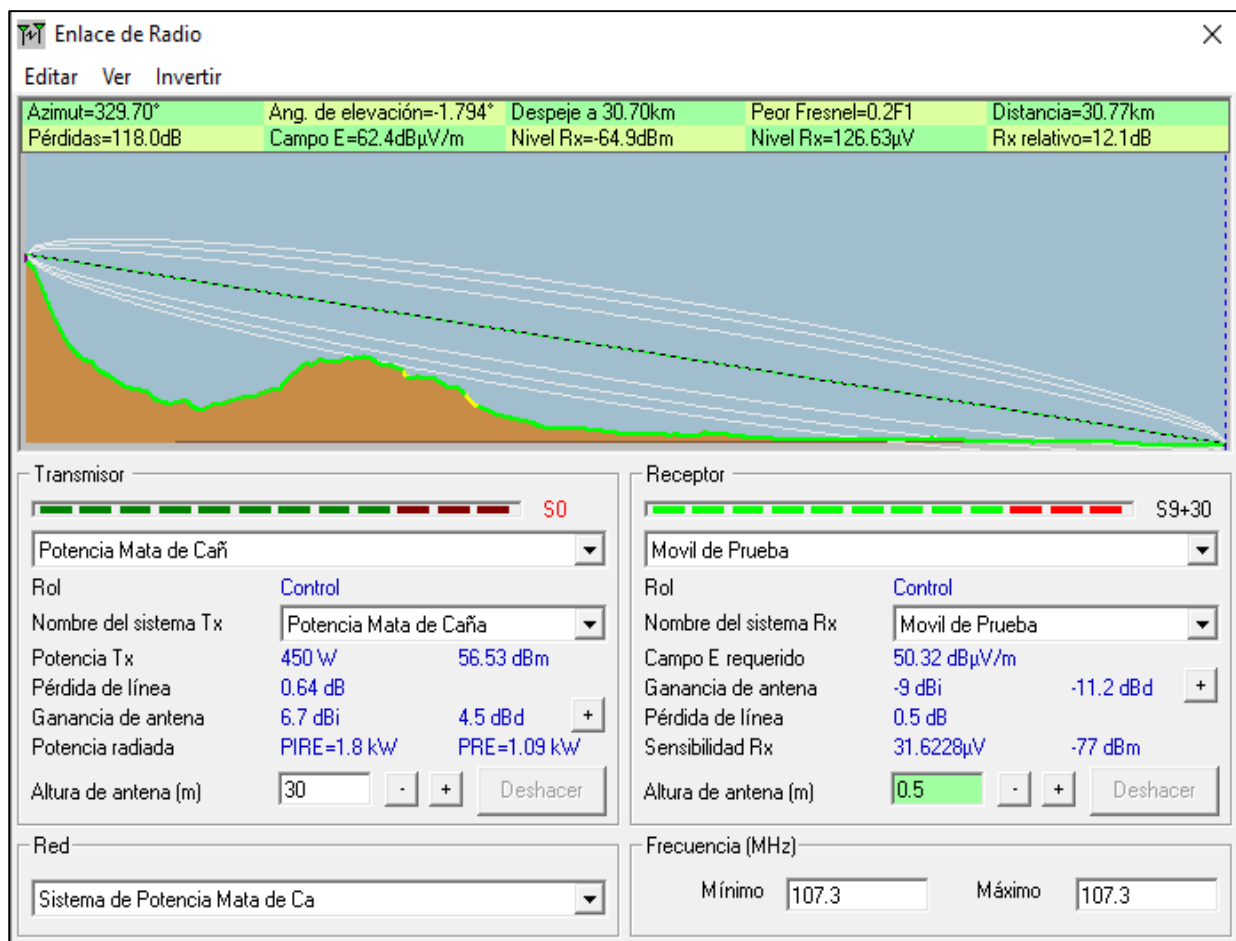 Enlace de Radio
Editar Ver Invertir
Azimut=329.70° Ang. de elevación=-1.794° Despeje a 30.70km Peor Fresnel=0.2F1 Distancia=30.77km
Pérdidas=118.0dB Campo E=62.4dBµV/m Nivel Rx=-64.9dBm Nivel Rx=126.63µV Rx relativo=12.1dB
Transmisor
S0
Potencia Mata de Cañ
Rol Control
Nombre del sistema Tx Potencia Mata de Caña
Potencia Tx 450 W 56.53 dBm
Pérdida de línea 0.64 dB
Ganancia de antena 6.7 dBi 4.5 dBd +
Potencia radiada PIRE=1.8 kW PRE=1.09 kW
Altura de antena (m) 30 - + Deshacer
Receptor
S9+30
Movil de Prueba
Rol Control
Nombre del sistema Rx Movil de Prueba
Campo E requerido 50.32 dBµV/m
Ganancia de antena -9 dBi -11.2 dBd +
Pérdida de línea 0.5 dB
Sensibilidad Rx 31.6228µV -77 dBm
Altura de antena (m) 0.5 - + Deshacer
Red
Sistema de Potencia Mata de Ca
Frecuencia (MHz)
Mínimo 107.3 Máximo 107.3